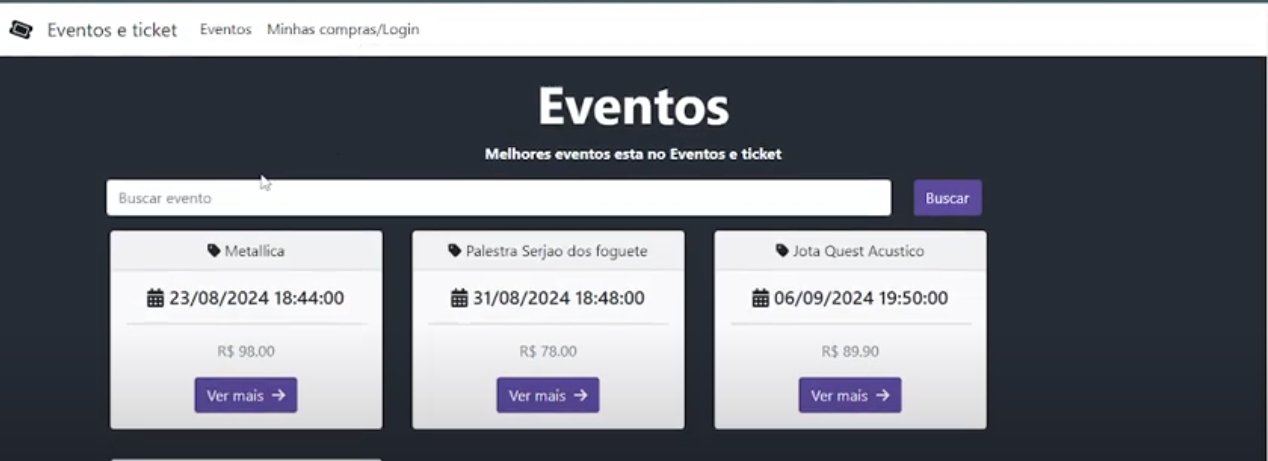 Eventos e ticket Eventos Minhas compras/Login
Eventos
Melhores eventos esta no Eventos e ticket
Buscar evento Buscar
Metallica
23/08/2024 18:44:00
R$ 98.00
Ver mais →
Palestra Serjao dos foguete
31/08/2024 18:48:00
R$ 78.00
Ver mais →
Jota Quest Acustico
06/09/2024 19:50:00
R$ 89.90
Ver mais →